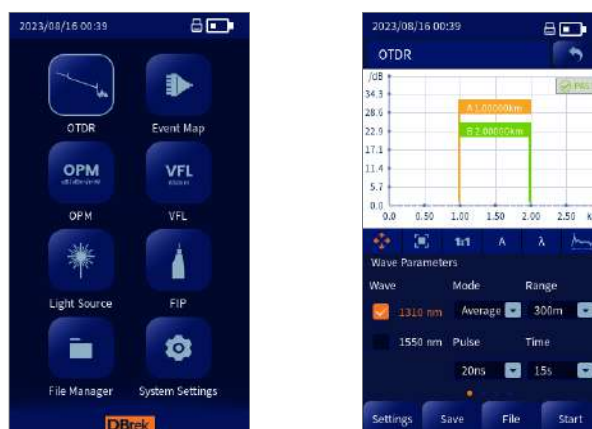 2023/08/16 00:39
OTDR
Event Map
OPM
VFL
OPM
VFL
Light Source
FIP
File Manager
System Settings
DBrek
2023/08/16 00:39
OTDR
/dB
PAS
34.3
28.6
22.9
17.1
11.4
5.7
0.0
A 1.00000km
B 2.00000km
0.0 0.50 1.00 1.50 2.00 2.50 k
1:1 A λ
Wave Parameters
Wave Mode Range
1310 nm Average 300m
1550 nm Pulse Time
20ns 15s
Settings Save File Start